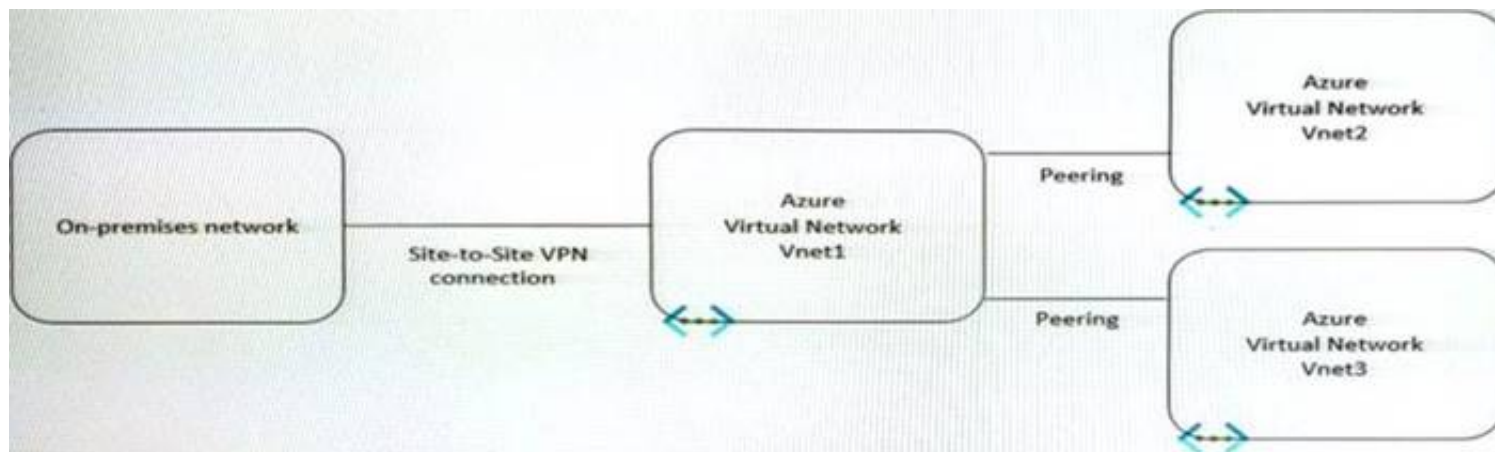 On-premises network
Site-to-Site VPN
connection
Azure
Virtual Network
Vnet1
Peering
Azure
Virtual Network
Vnet2
Peering
Azure
Virtual Network
Vnet3